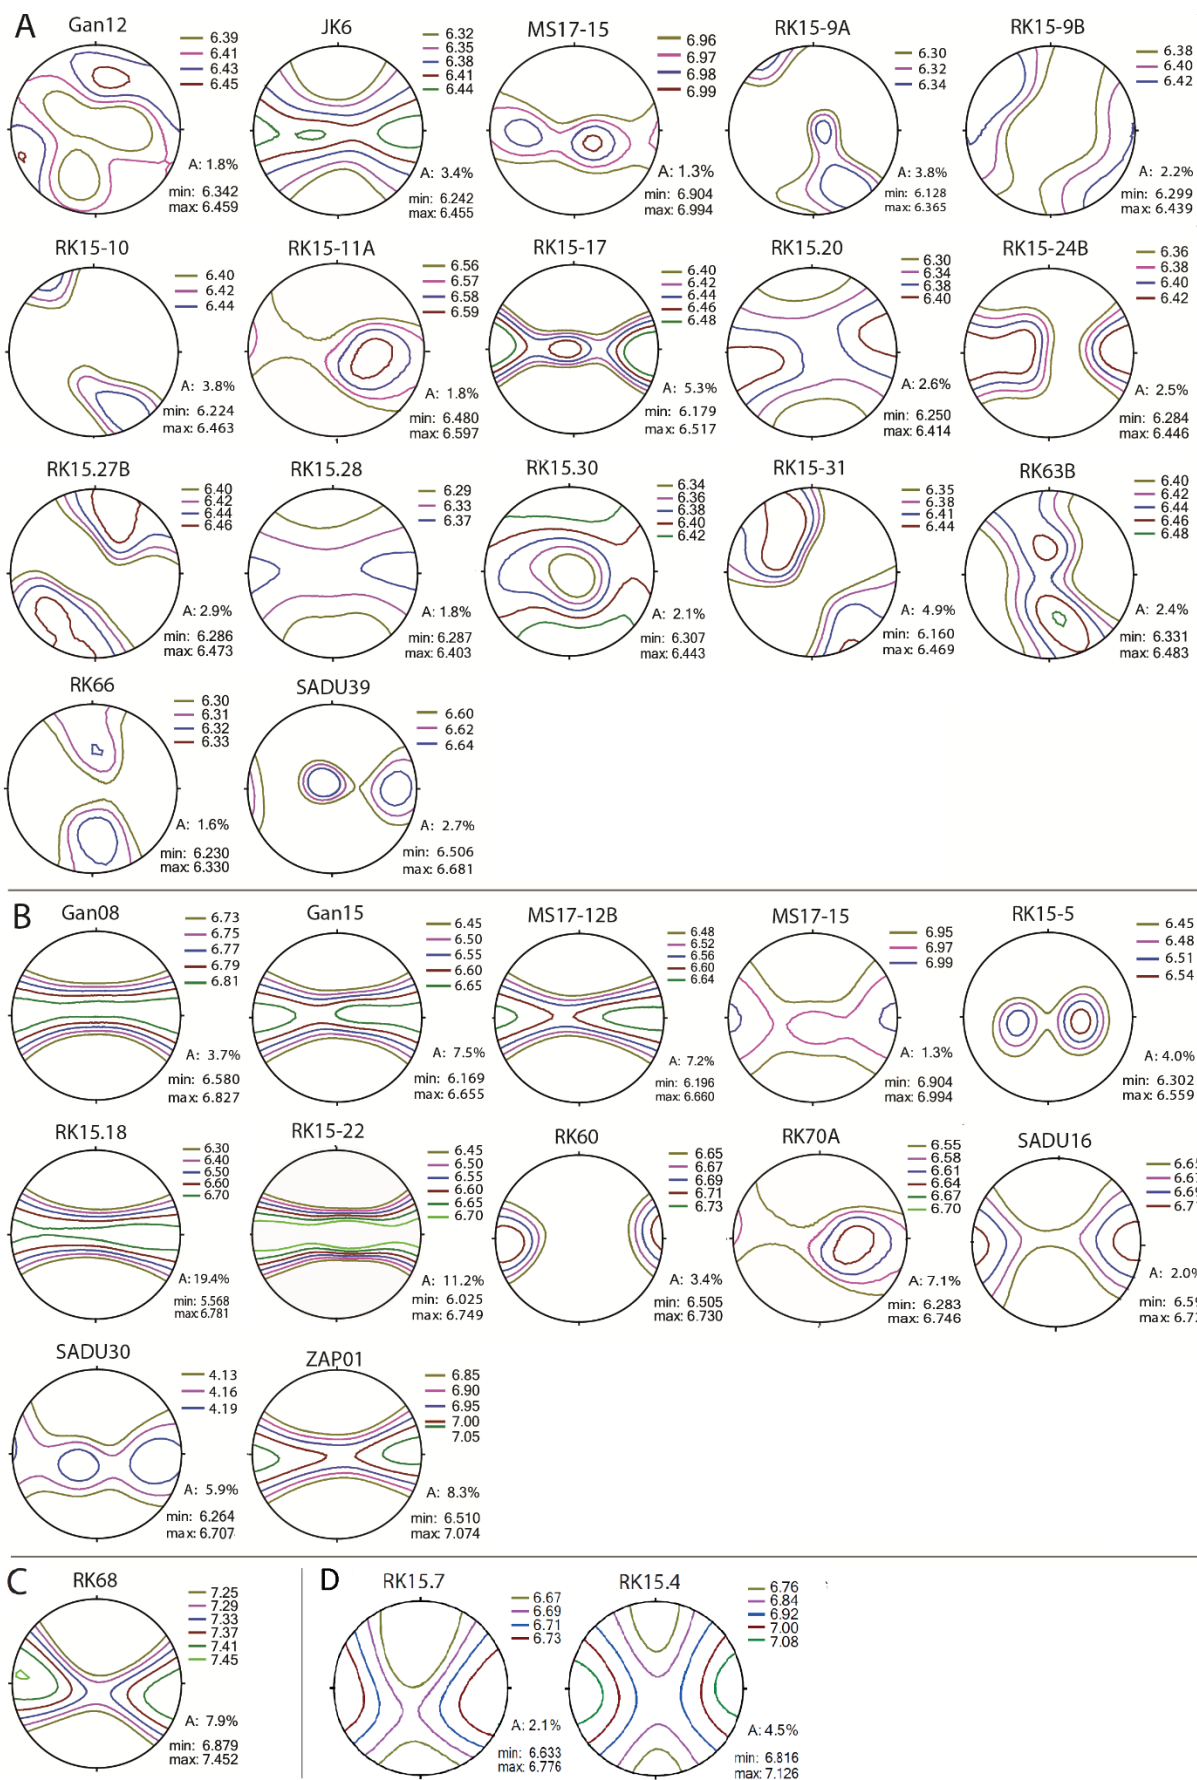 A
Gan12
6.39
6.41
6.43
6.45
A: 1.8%
min: 6.342
max: 6.459
JK6
6.32
6.35
6.38
6.41
6.44
A: 3.4%
min: 6.242
max: 6.455
MS17-15
6.96
6.97
6.98
6.99
A: 1.3%
min: 6.904
max: 6.994
RK15-9A
6.30
6.32
6.34
A: 3.8%
min: 6.128
max: 6.365
RK15-9B
6.38
6.40
6.42
A: 2.2%
min: 6.299
max: 6.439
RK15-10
6.40
6.42
6.44
A: 3.8%
min: 6.224
max: 6.463
RK15-11A
6.56
6.57
6.58
6.59
A: 1.8%
min: 6.480
max: 6.597
RK15-17
6.40
6.42
6.44
6.46
6.48
A: 5.3%
min: 6.179
max: 6.517
RK15.20
6.30
6.34
6.38
6.40
A: 2.6%
min: 6.250
max: 6.414
RK15-24B
6.36
6.38
6.40
6.42
A: 2.5%
min: 6.284
max: 6.446
RK15.27B
6.40
6.42
6.44
6.46
A: 2.9%
min: 6.286
max: 6.473
RK15.28
6.29
6.33
6.37
A: 1.8%
min: 6.287
max: 6.403
RK15.30
6.34
6.36
6.38
6.40
6.42
A: 2.1%
min: 6.307
max: 6.443
RK15-31
6.35
6.38
6.41
6.44
A: 4.9%
min: 6.160
max: 6.469
RK63B
6.40
6.42
6.44
6.46
6.48
A: 2.4%
min: 6.331
max: 6.483
RK66
6.30
6.31
6.32
6.33
A: 1.6%
min: 6.230
max: 6.330
SADU39
6.60
6.62
6.64
A: 2.7%
min: 6.506
max: 6.681
B
Gan08
6.73
6.75
6.77
6.79
6.81
A: 3.7%
min: 6.580
max: 6.827
Gan15
6.45
6.50
6.55
6.60
6.65
A: 7.5%
min: 6.169
max: 6.655
MS17-12B
6.48
6.52
6.56
6.60
6.64
A: 7.2%
min: 6.196
max: 6.660
MS17-15
6.95
6.97
6.99
A: 1.3%
min: 6.904
max: 6.994
RK15-5
6.45
6.48
6.51
6.54
A: 4.0%
min: 6.302
max: 6.559
RK15.18
6.30
6.40
6.50
6.60
6.70
A: 19.4%
min: 5.568
max: 6.781
RK15-22
6.45
6.50
6.55
6.60
6.65
6.70
A: 11.2%
min: 6.025
max: 6.749
RK60
6.65
6.67
6.69
6.71
6.73
A: 3.4%
min: 6.505
max: 6.730
RK70A
6.55
6.58
6.61
6.64
6.67
6.70
A: 7.1%
min: 6.283
max: 6.746
SADU16
A: 2.0%
SADU30
4.13
4.16
4.19
A: 5.9%
min: 6.264
max: 6.707
ZAP01
6.85
6.90
6.95
7.00
7.05
A: 8.3%
min: 6.510
max: 7.074
C
RK68
7.25
7.29
7.33
7.37
7.41
7.45
A: 7.9%
min: 6.879
max: 7.452
D
RK15.7
6.67
6.69
6.71
6.73
A: 2.1%
min: 6.633
max: 6.776
RK15.4
6.76
6.84
6.92
7.00
7.08
A: 4.5%
min: 6.816
max: 7.126